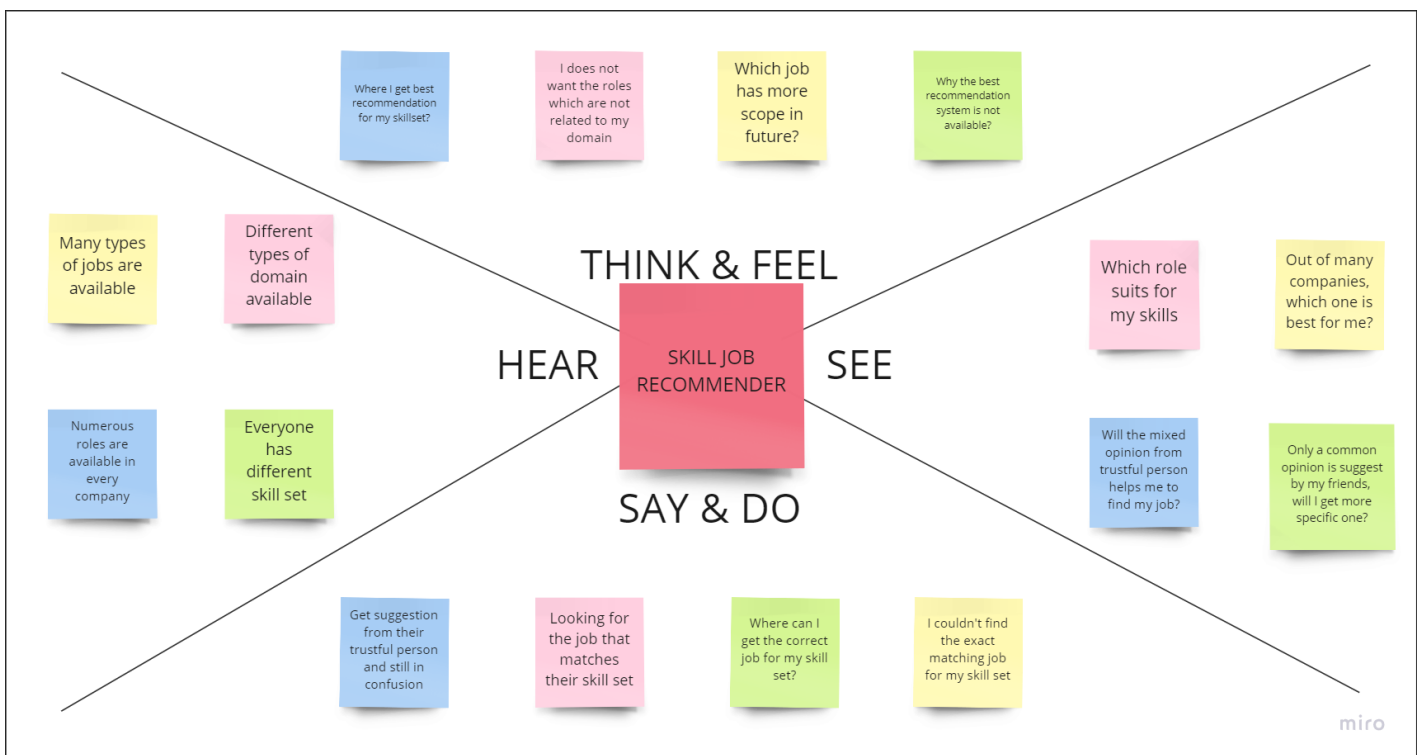 Where I get best
recommendation
for my skillset?
I does not
want the roles
which are not
related to my
domain
Which job
has more
scope in
future?
Why the best
recommendation
system is not
available?
Many types
of jobs are
available
Different
types of
domain
available
THINK & FEEL
Which role
suits for
my skills
Out of many
companies,
which one is
best for me?
HEAR
SKILL JOB
RECOMMENDER
SEE
Numerous
roles are
available in
every
company
Everyone
has
different
skill set
Will the mixed
opinion from
trustful person
helps me to
find my job?
Only a common
opinion is suggest
by my friends,
will I get more
specific one?
SAY & DO
Get suggestion
from their
trustful person
and still in
confusion
Looking for
the job that
matches
their skill set
Where can I
get the correct
job for my skill
set?
I couldn't find
the exact
matching job
for my skill set
miro